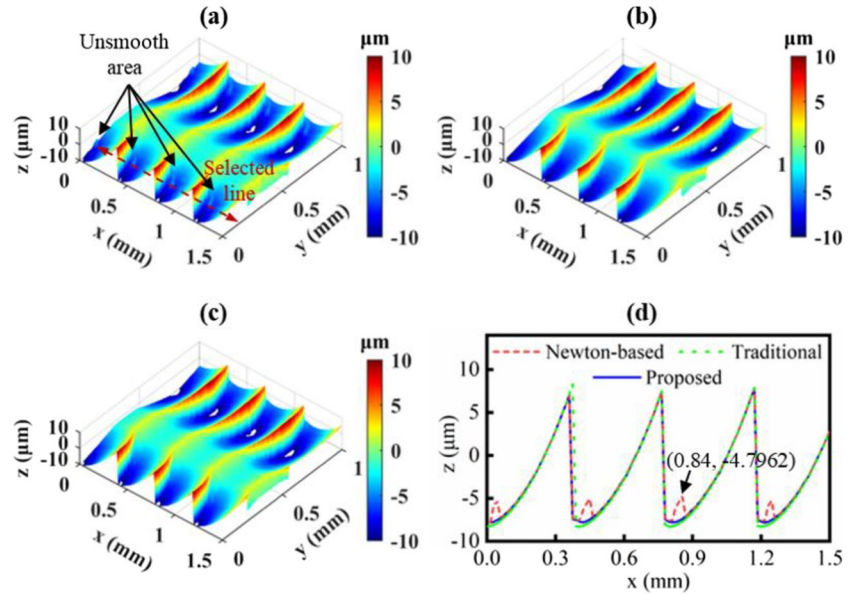 (a)
Unsmooth
area
Selected
line
z (μm)
10
0
-10
0
0.5
1
1.5
x (mm)
0
0.5
1
y (mm)
μm
10
5
0
-5
-10
(b)
z (μm)
10
0
-10
0
0.5
1
1.5
x (mm)
0
0.5
1
y (mm)
μm
10
5
0
-5
-10
(c)
z (μm)
10
0
-10
0
0.5
1
1.5
x (mm)
0
0.5
1
y (mm)
μm
10
5
0
-5
-10
(d)
Newton-based Traditional
Proposed
(0.84, -4.7962)
z (μm)
10
5
0
-5
-10
0.0 0.3 0.6 0.9 1.2 1.5
x (mm)